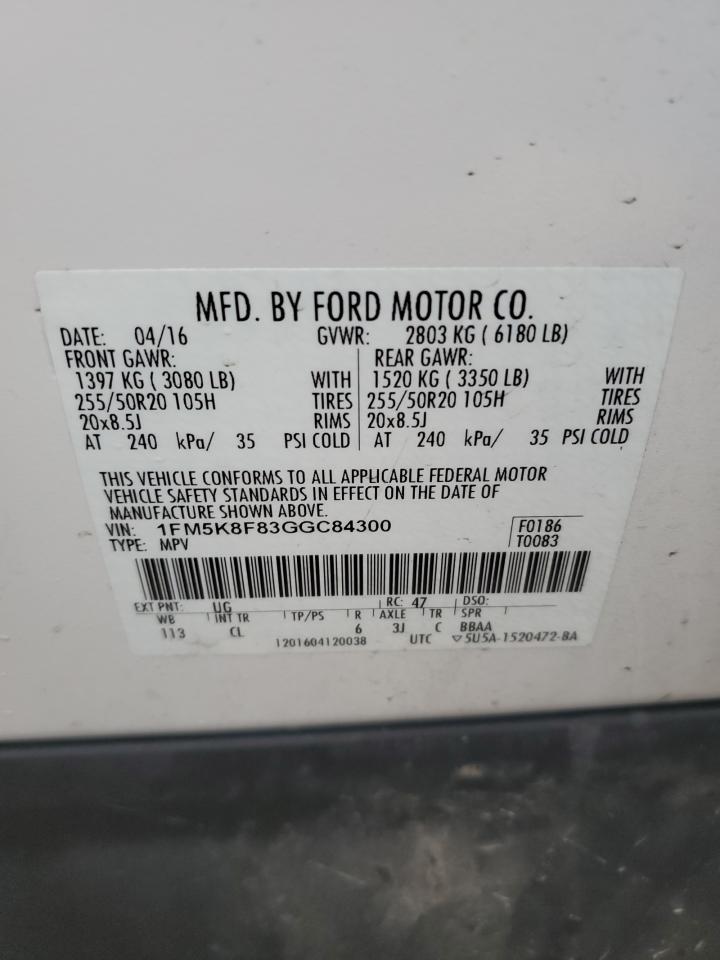 MFD. BY FORD MOTOR CO.
DATE: 04/16 GVWR: 2803 KG ( 6180 LB)
FRONT GAWR: REAR GAWR:
1397 KG ( 3080 LB) WITH 1520 KG ( 3350 LB) WITH
255/50R20 105H TIRES 255/50R20 105H TIRES
20x8.5J RIMS 20x8.5J RIMS
AT 240 kPa/ 35 PSI COLD AT 240 kPa/ 35 PSI COLD
THIS VEHICLE CONFORMS TO ALL APPLICABLE FEDERAL MOTOR
VEHICLE SAFETY STANDARDS IN EFFECT ON THE DATE OF
MANUFACTURE SHOWN ABOVE.
VIN: 1FM5K8F83GGC84300 F0186
TYPE: MPV T0083
EXT PNT: UG RC: 47 DSO:
WB INT TR TP/PS R AXLE TR SPR
113 CL 6 3J C BBAA
1201604120038 UTC ▽5U5A-1520472-BA